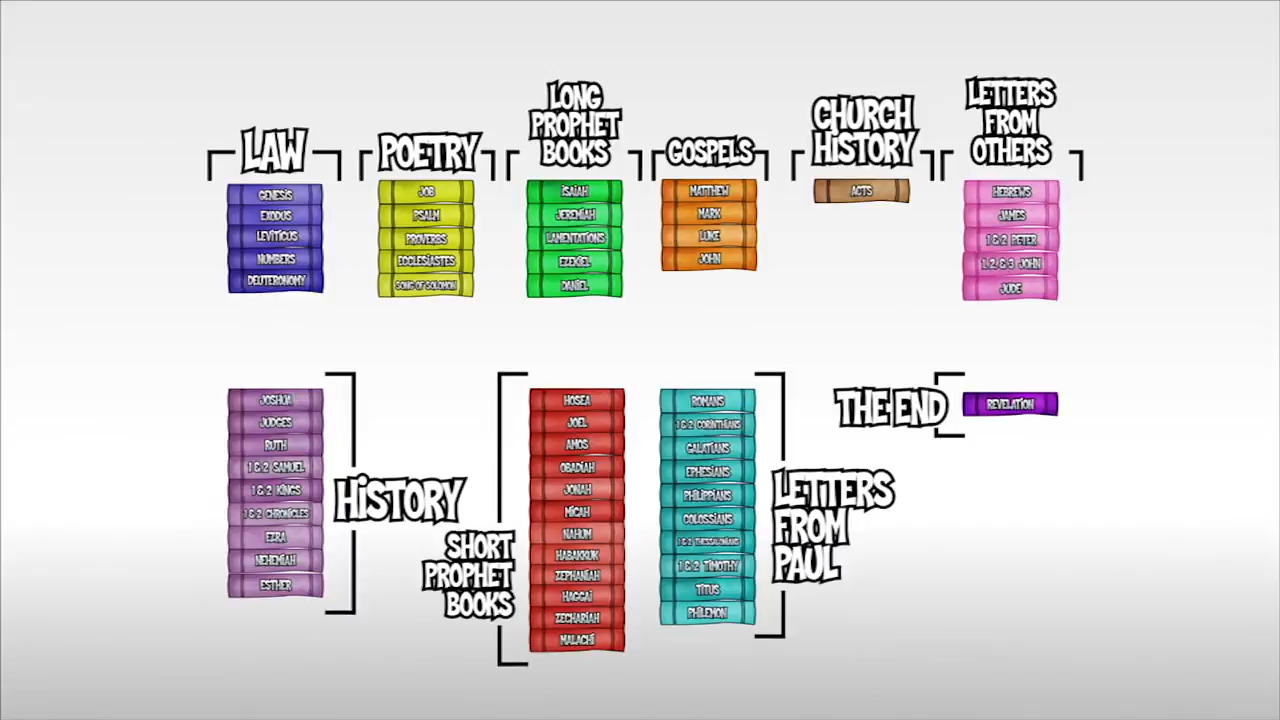 LAW
GENESIS
EXODUS
LEVITICUS
NUMBERS
DEUTERONOMY
POETRY
JOB
PSALM
PROVERBS
ECCLESIASTES
SONG OF SOLOMON
LONG
PROPHET
BOOKS
ISAIAH
JEREMIAH
LAMENTATIONS
EZEKIEL
DANIEL
GOSPELS
MATTHEW
MARK
LUKE
JOHN
CHURCH
HISTORY
ACTS
LETTERS
FROM
OTHERS
HEBREWS
JAMES
1 & 2 PETER
1, 2, & 3 JOHN
JUDE
HISTORY
JOSHUA
JUDGES
RUTH
1 & 2 SAMUEL
1 & 2 KINGS
1 & 2 CHRONICLES
EZRA
NEHEMIAH
ESTHER
SHORT
PROPHET
BOOKS
HOSEA
JOEL
AMOS
OBADIAH
JONAH
MICAH
NAHUM
HABAKKUK
ZEPHANIAH
HAGGAI
ZECHARIAH
MALACHI
LETTERS
FROM
PAUL
ROMANS
1 & 2 CORINTHIANS
GALATIANS
EPHESIANS
PHILIPPIANS
COLOSSIANS
1 & 2 THESSALONIANS
1 & 2 TIMOTHY
TITUS
PHILEMON
THE END
REVELATION